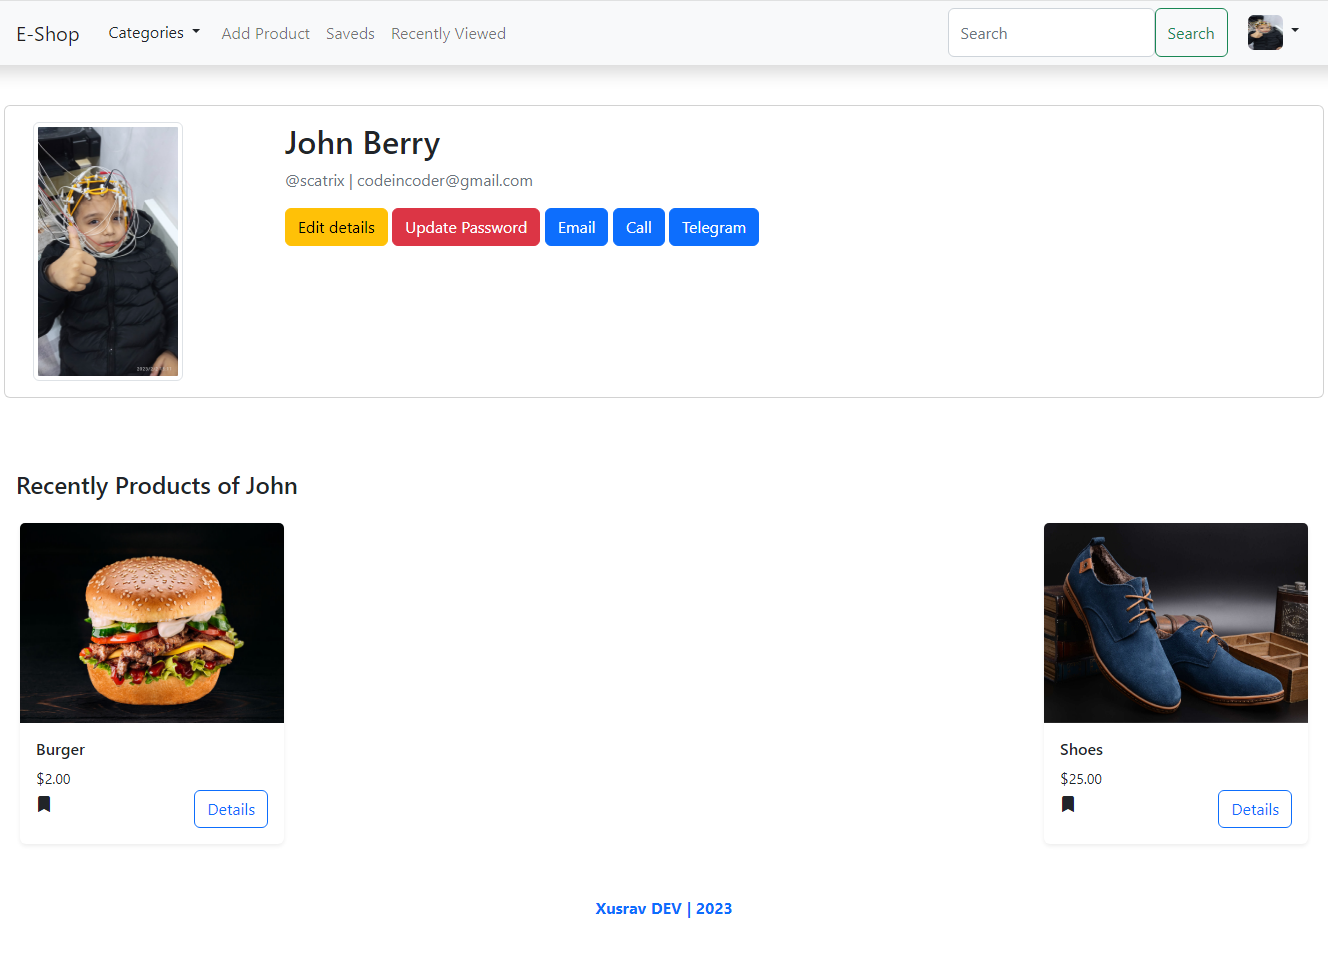 E-Shop Categories Add Product Saveds Recently Viewed Search Search
John Berry
@scatrix | codeincoder@gmail.com
Edit details Update Password Email Call Telegram
Recently Products of John
Burger
$2.00
Details
Shoes
$25.00
Details
Xusrav DEV | 2023